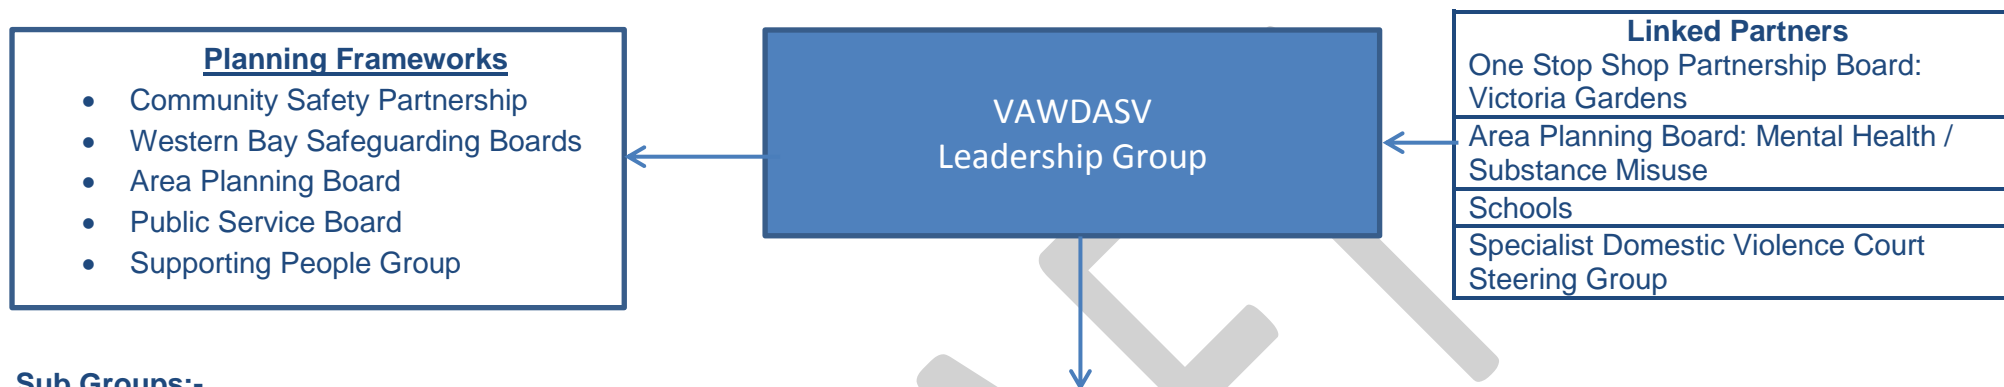 Planning Frameworks
• Community Safety Partnership
• Western Bay Safeguarding Boards
• Area Planning Board
• Public Service Board
• Supporting People Group
VAWDASV
Leadership Group
Linked Partners
One Stop Shop Partnership Board:
Victoria Gardens
Area Planning Board: Mental Health /
Substance Misuse
Schools
Specialist Domestic Violence Court
Steering Group
Sub Groups:-